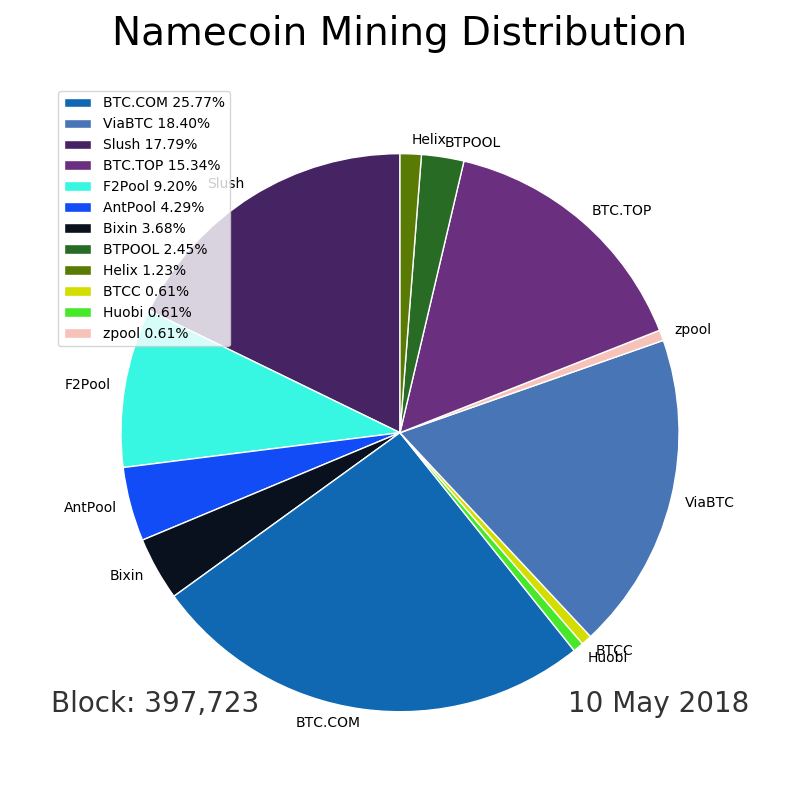 Namecoin Mining Distribution
BTC.COM 25.77%
ViaBTC 18.40%
Slush 17.79%
BTC.TOP 15.34%
F2Pool 9.20%
AntPool 4.29%
Bixin 3.68%
BTPOOL 2.45%
Helix 1.23%
BTCC 0.61%
Huobi 0.61%
zpool 0.61%
Helix
BTPOOL
Slush
BTC.TOP
zpool
F2Pool
ViaBTC
AntPool
Bixin
BTCC
Huobi
BTC.COM
Block: 397,723
10 May 2018